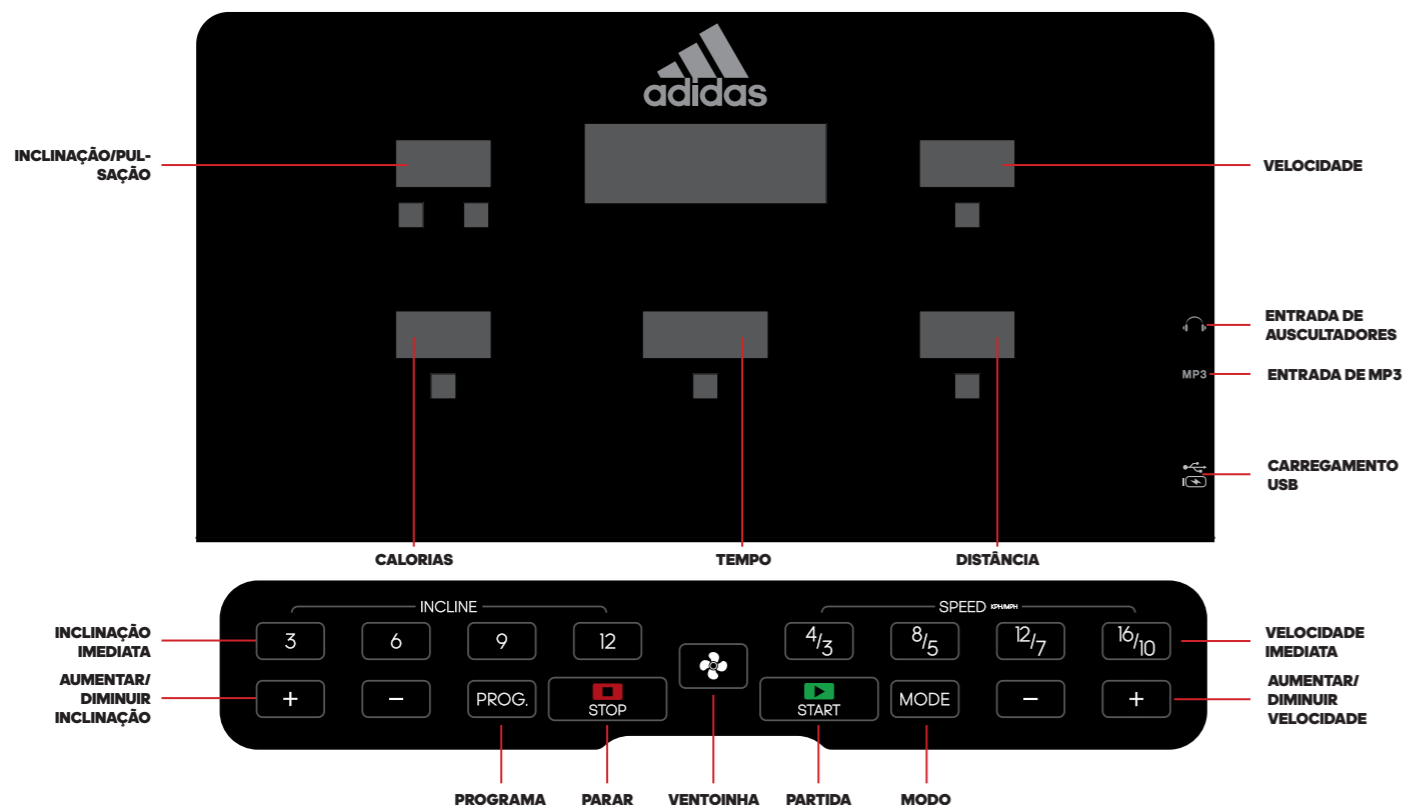 adidas
INCLINAÇÃO/PUL-
SAÇÃO
VELOCIDADE
ENTRADA DE
AUSCULTADORES
MP3
ENTRADA DE MP3
CARREGAMENTO
USB
CALORIAS
TEMPO
DISTÂNCIA
INCLINE
SPEED KPH/MPH
INCLINAÇÃO
IMEDIATA
3
6
9
12
4/3
8/5
12/7
16/10
VELOCIDADE
IMEDIATA
AUMENTAR/
DIMINUIR
INCLINAÇÃO
+
−
PROG.
STOP
START
MODE
−
+
AUMENTAR/
DIMINUIR
VELOCIDADE
PROGRAMA
PARAR
VENTOINHA
PARTIDA
MODO